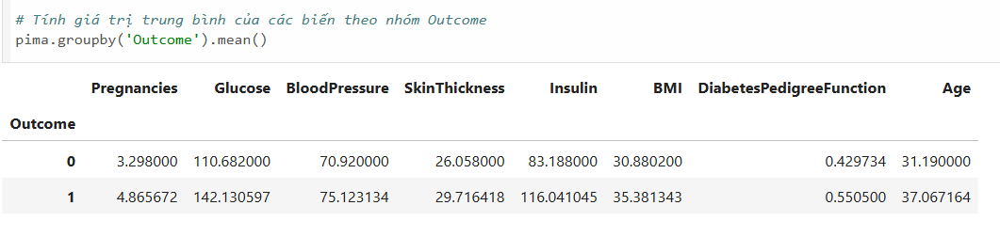 # Tính giá trị trung bình của các biến theo nhóm Outcome
pima.groupby('Outcome').mean()
Pregnancies Glucose BloodPressure SkinThickness Insulin BMI DiabetesPedigreeFunction Age
Outcome
0 3.298000 110.682000 70.920000 26.058000 83.188000 30.880200 0.429734 31.190000
1 4.865672 142.130597 75.123134 29.716418 116.041045 35.381343 0.550500 37.067164